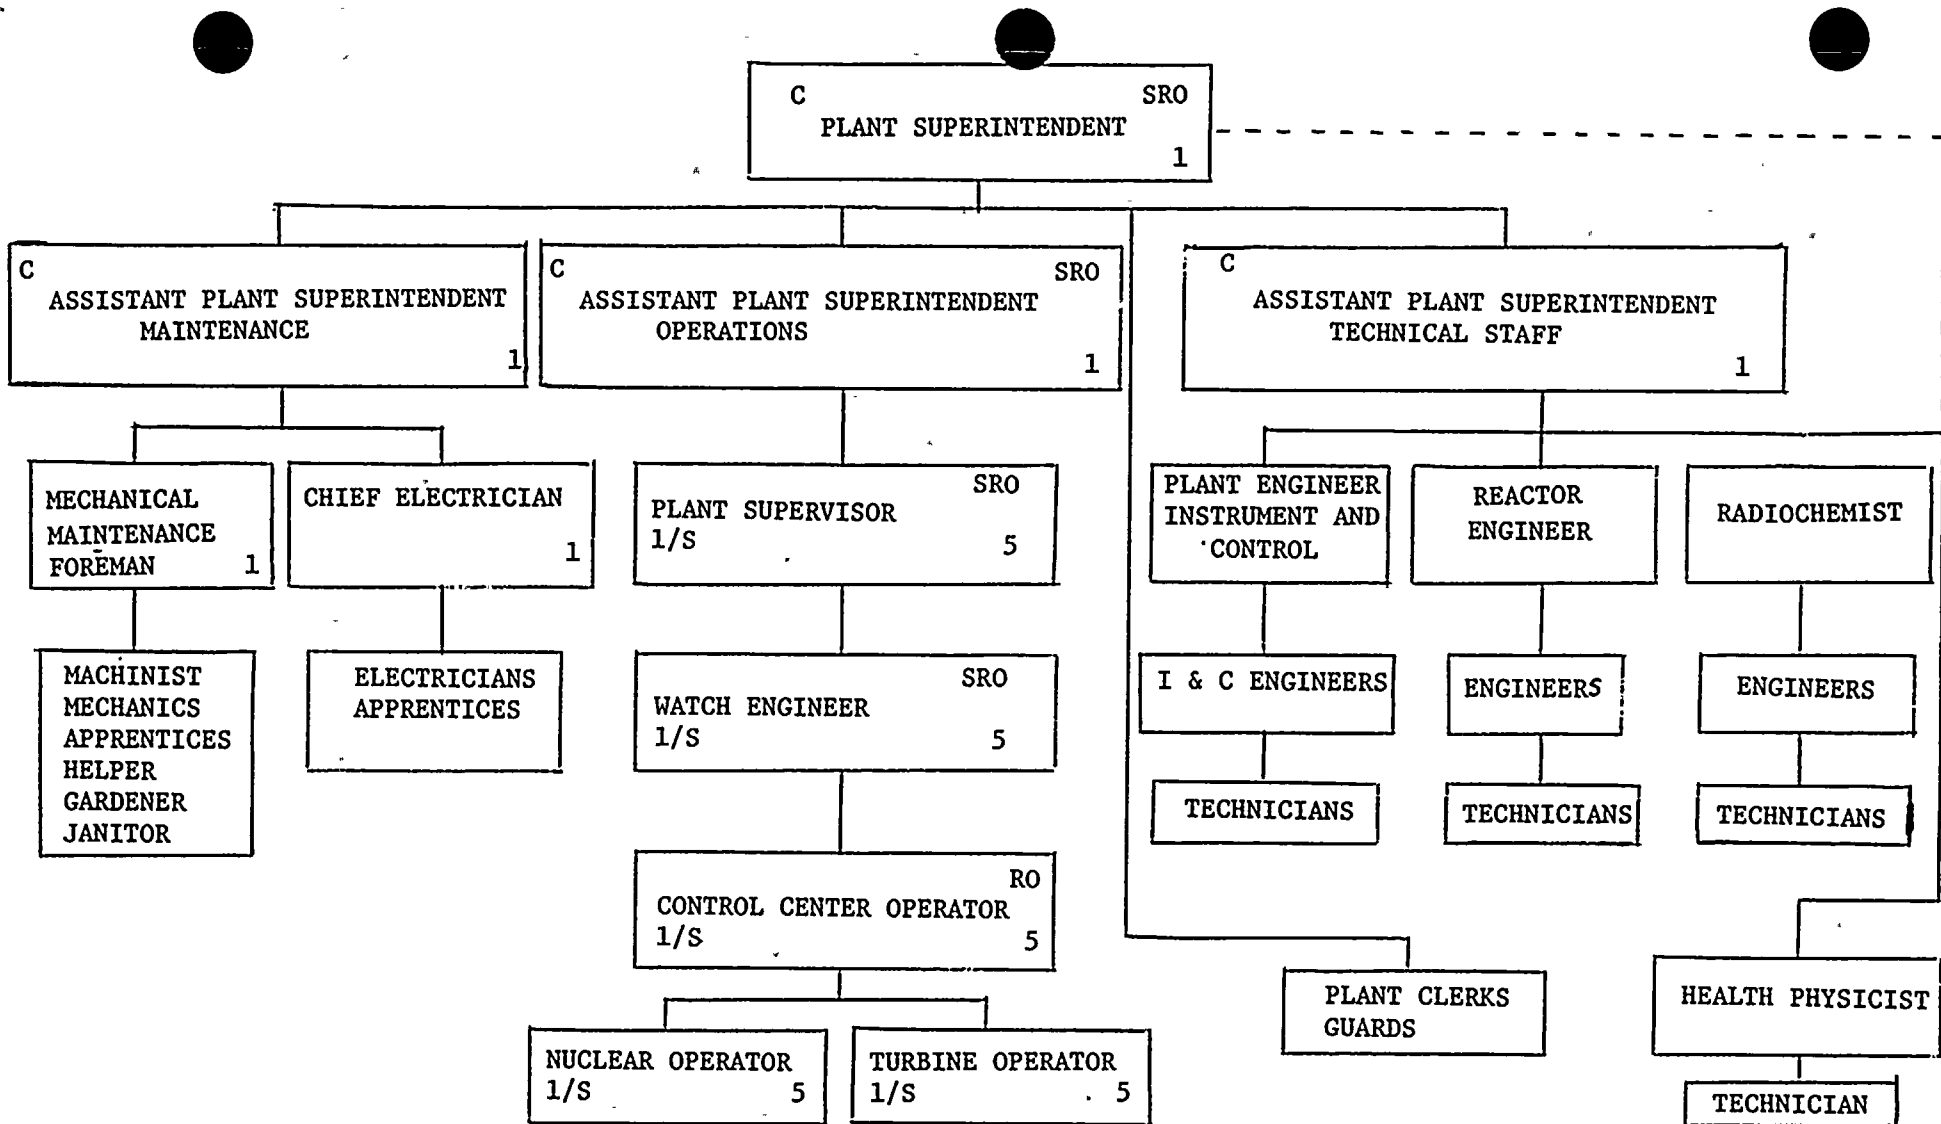 C SRO
PLANT SUPERINTENDENT
1
C
ASSISTANT PLANT SUPERINTENDENT
MAINTENANCE
1
C SRO
ASSISTANT PLANT SUPERINTENDENT
OPERATIONS
1
C
ASSISTANT PLANT SUPERINTENDENT
TECHNICAL STAFF
1
MECHANICAL
MAINTENANCE
FOREMAN 1
CHIEF ELECTRICIAN
1
SRO
PLANT SUPERVISOR
1/S 5
PLANT ENGINEER
INSTRUMENT AND
CONTROL
REACTOR
ENGINEER
RADIOCHEMIST
MACHINIST
MECHANICS
APPRENTICES
HELPER
GARDENER
JANITOR
ELECTRICIANS
APPRENTICES
SRO
WATCH ENGINEER
1/S 5
I & C ENGINEERS
ENGINEERS
ENGINEERS
TECHNICIANS
TECHNICIANS
TECHNICIANS
RO
CONTROL CENTER OPERATOR
1/S 5
PLANT CLERKS
GUARDS
HEALTH PHYSICIST
NUCLEAR OPERATOR
1/S 5
TURBINE OPERATOR
1/S 5
TECHNICIAN